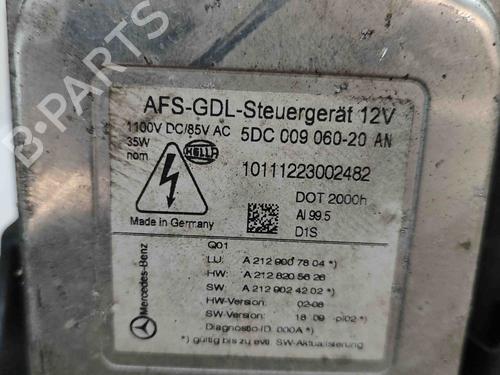 B-PARTS
AFS-GDL-Steuergerät 12V
1100V DC/85V AC 5DC 009 060-20 AN
35W
nom
HELLA
10111223002482
DOT 2000h
Al 99.5
D1S
Made in Germany
Mercedes-Benz
Q01
LU: A 212 900 78 04 *)
HW: A 212 820 56 26
SW: A 212 902 42 02 *)
HW-Version: 02-08
SW-Version: 18 09 -pl02-*)
Diagnostic-ID: 000A *)
*) gültig bis zu evtl. SW-Aktualisierung